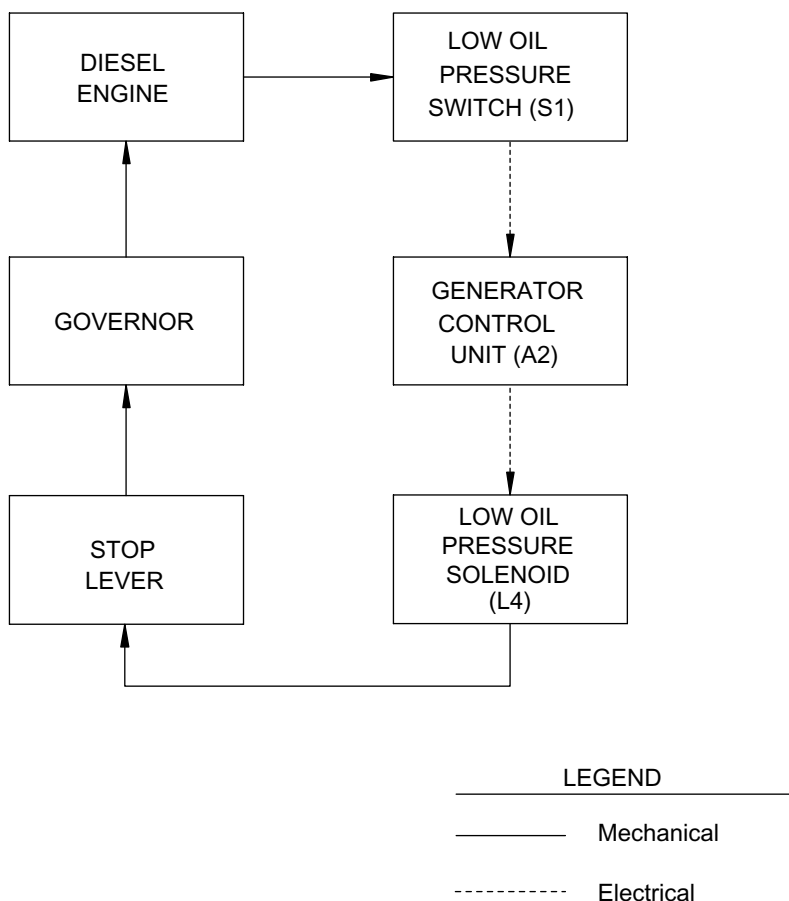 DIESEL
ENGINE
LOW OIL
PRESSURE
SWITCH (S1)
GOVERNOR
GENERATOR
CONTROL
UNIT (A2)
STOP
LEVER
LOW OIL
PRESSURE
SOLENOID
(L4)
LEGEND
Mechanical
Electrical